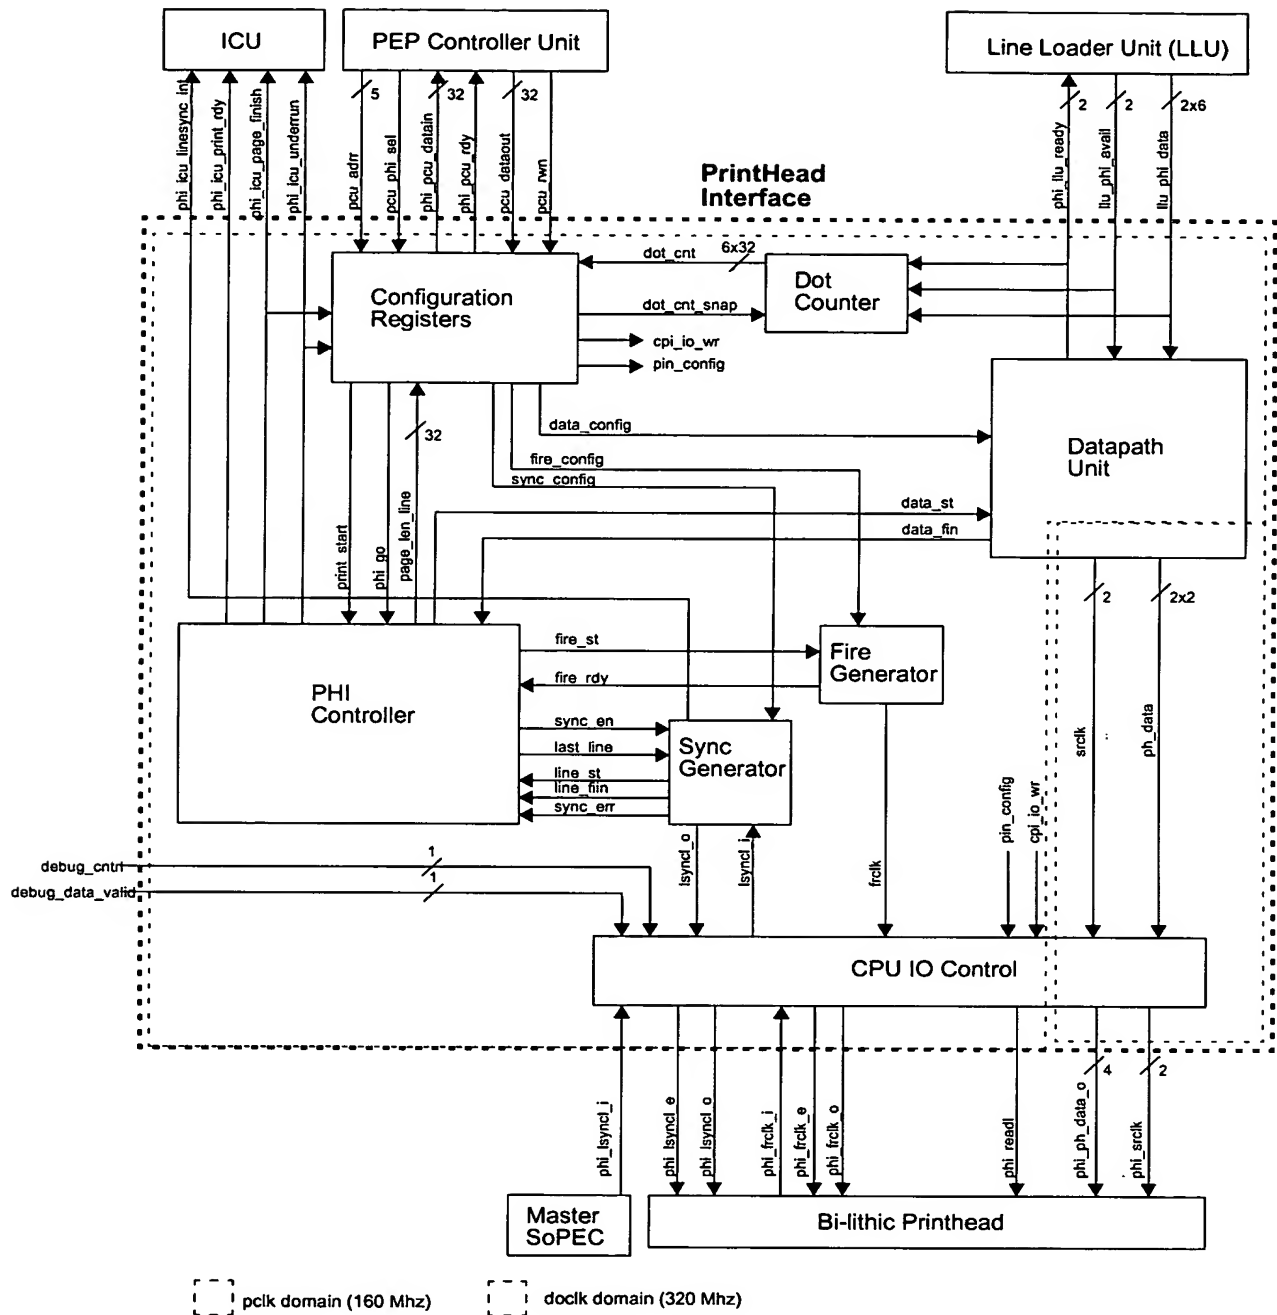 ICU
PEP Controller Unit
Line Loader Unit (LLU)
phi_icu_linesync_int
phi_icu_print_rdy
phi_icu_page_finish
phi_icu_underrun
5
32
32
pcu_adrr
pcu_phi_sel
phi_pcu_datain
phi_pcu_rdy
pcu_dataout
pcu_rwn
2
2
2x6
phi_llu_ready
llu_phi_avail
llu_phi_data
PrintHead
Interface
Configuration
Registers
dot_cnt
6x32
dot_cnt_snap
cpi_io_wr
pin_config
Dot
Counter
32
data_config
fire_config
sync_config
Datapath
Unit
print_start
phi_go
page_len_line
data_st
data_fin
2
2x2
PHI
Controller
fire_st
fire_rdy
sync_en
last_line
line_st
line_fiin
sync_err
Fire
Generator
Sync
Generator
srclk
ph_data
pin_config
cpi_io_wr
debug_cntrl
1
debug_data_valid
1
lsyncl_o
lsyncl_i
frclk
CPU IO Control
phi_lsyncl_i
phi_lsyncl_e
phi_lsyncl_o
phi_frclk_i
phi_frclk_e
phi_frclk_o
phi_readl
4
phi_ph_data_o
2
phi_srclk
Master
SoPEC
Bi-lithic Printhead
pclk domain (160 Mhz)
doclk domain (320 Mhz)